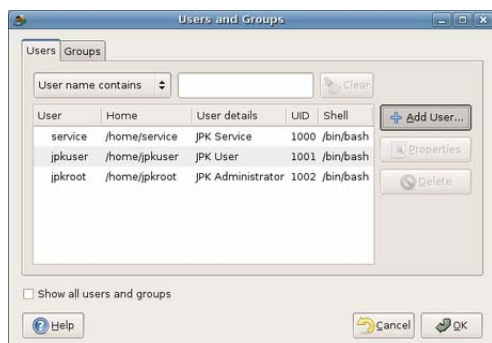 Users and Groups
Users Groups
User name contains Clear
User Home User details UID Shell
service /home/service JPK Service 1000 /bin/bash
jpkuser /home/jpkuser JPK User 1001 /bin/bash
jpkroot /home/jpkroot JPK Administrator 1002 /bin/bash
Add User...
Properties
Delete
Show all users and groups
Help Cancel OK